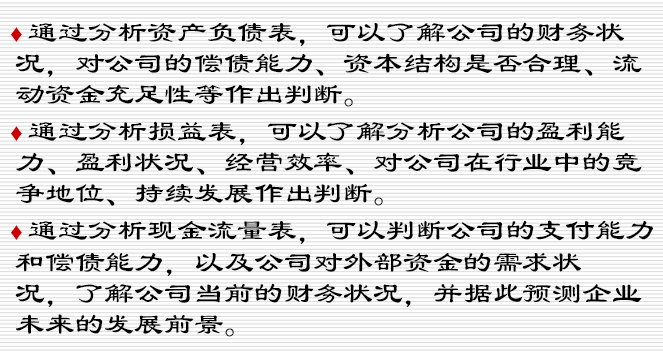 ♦通过分析资产负债表，可以了解公司的财务状
况，对公司的偿债能力、资本结构是否合理、流
动资金充足性等作出判断。
♦通过分析损益表，可以了解分析公司的盈利能
力、盈利状况、经营效率、对公司在行业中的竞
争地位、持续发展作出判断。
♦通过分析现金流量表，可以判断公司的支付能力
和偿债能力，以及公司对外部资金的需求状
况，了解公司当前的财务状况，并据此预测企业
未来的发展前景。